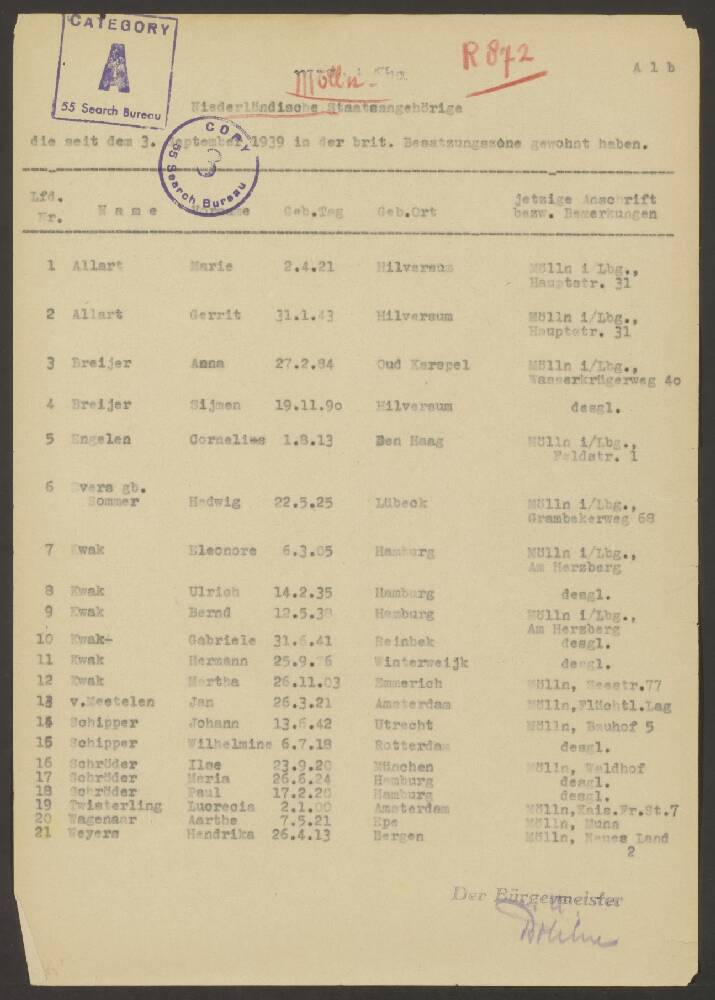 CATEGORY
A
55 Search Bureau
Mölln
R 872
A 1 b
Niederländische Staatsangehörige
COPY
3
55 Search Bureau
die seit dem 3. September 1939 in der brit. Besatzungszone gewohnt haben.
Lfd. Nr. Name Vorname Geb.Tag Geb.Ort jetzige Anschrift bezw. Bemerkungen
1 Allart Marie 2.4.21 Hilversum Mölln i Lbg.,
Hauptstr. 31
2 Allart Gerrit 31.1.43 Hilversum Mölln i/Lbg.,
Hauptstr. 31
3 Breijer Anna 27.2.84 Oud Karspel Mölln i/Lbg.,
Wasserkrügerweg 40
4 Breijer Sijmen 19.11.90 Hilversum desgl.
5 Engelen Cornelius 1.8.13 Den Haag Mölln i/Lbg.,
Feldstr. 1
6 Evers gb.
Sommer Hedwig 22.5.25 Lübeck Mölln i/Lbg.,
Grambekerweg 68
7 Kwak Eleonore 6.3.05 Hamburg Mölln i/Lbg.,
Am Herzberg
8 Kwak Ulrich 14.2.35 Hamburg desgl.
9 Kwak Bernd Hamburg Mölln i/Lbg.,
Am Herzberg
10 Kwak- Gabriele 31.6.41 Reinbek desgl.
11 Kwak Hermann Winterweijk desgl.
12 Kwak Martha 26.11.03 Emmerich Mölln, Seestr.77
13 v.Meetelen Jan 26.3.21 Amsterdam Mölln,Flüchtl.Lag
14 Schipper Johann 13.6.42 Utrecht Mölln, Bauhof 5
15 Schipper Wilhelmine 6.7.18 Rotterdam desgl.
16 Schröder Ilse 23.9.20 München Mölln, Waldhof
17 Schröder Maria 26.6.24 Hamburg desgl.
18 Schröder Paul Hamburg desgl.
19 Twisterling Lucrecia 2.1.00 Amsterdam Mölln,Kais.Fr.St.7
20 Wagenaar Aarthe 7.5.21 Epe Mölln, Muna
21 Weyers Hendrika 26.4.13 Bergen Mölln, Neues Land
2
Der Bürgermeister